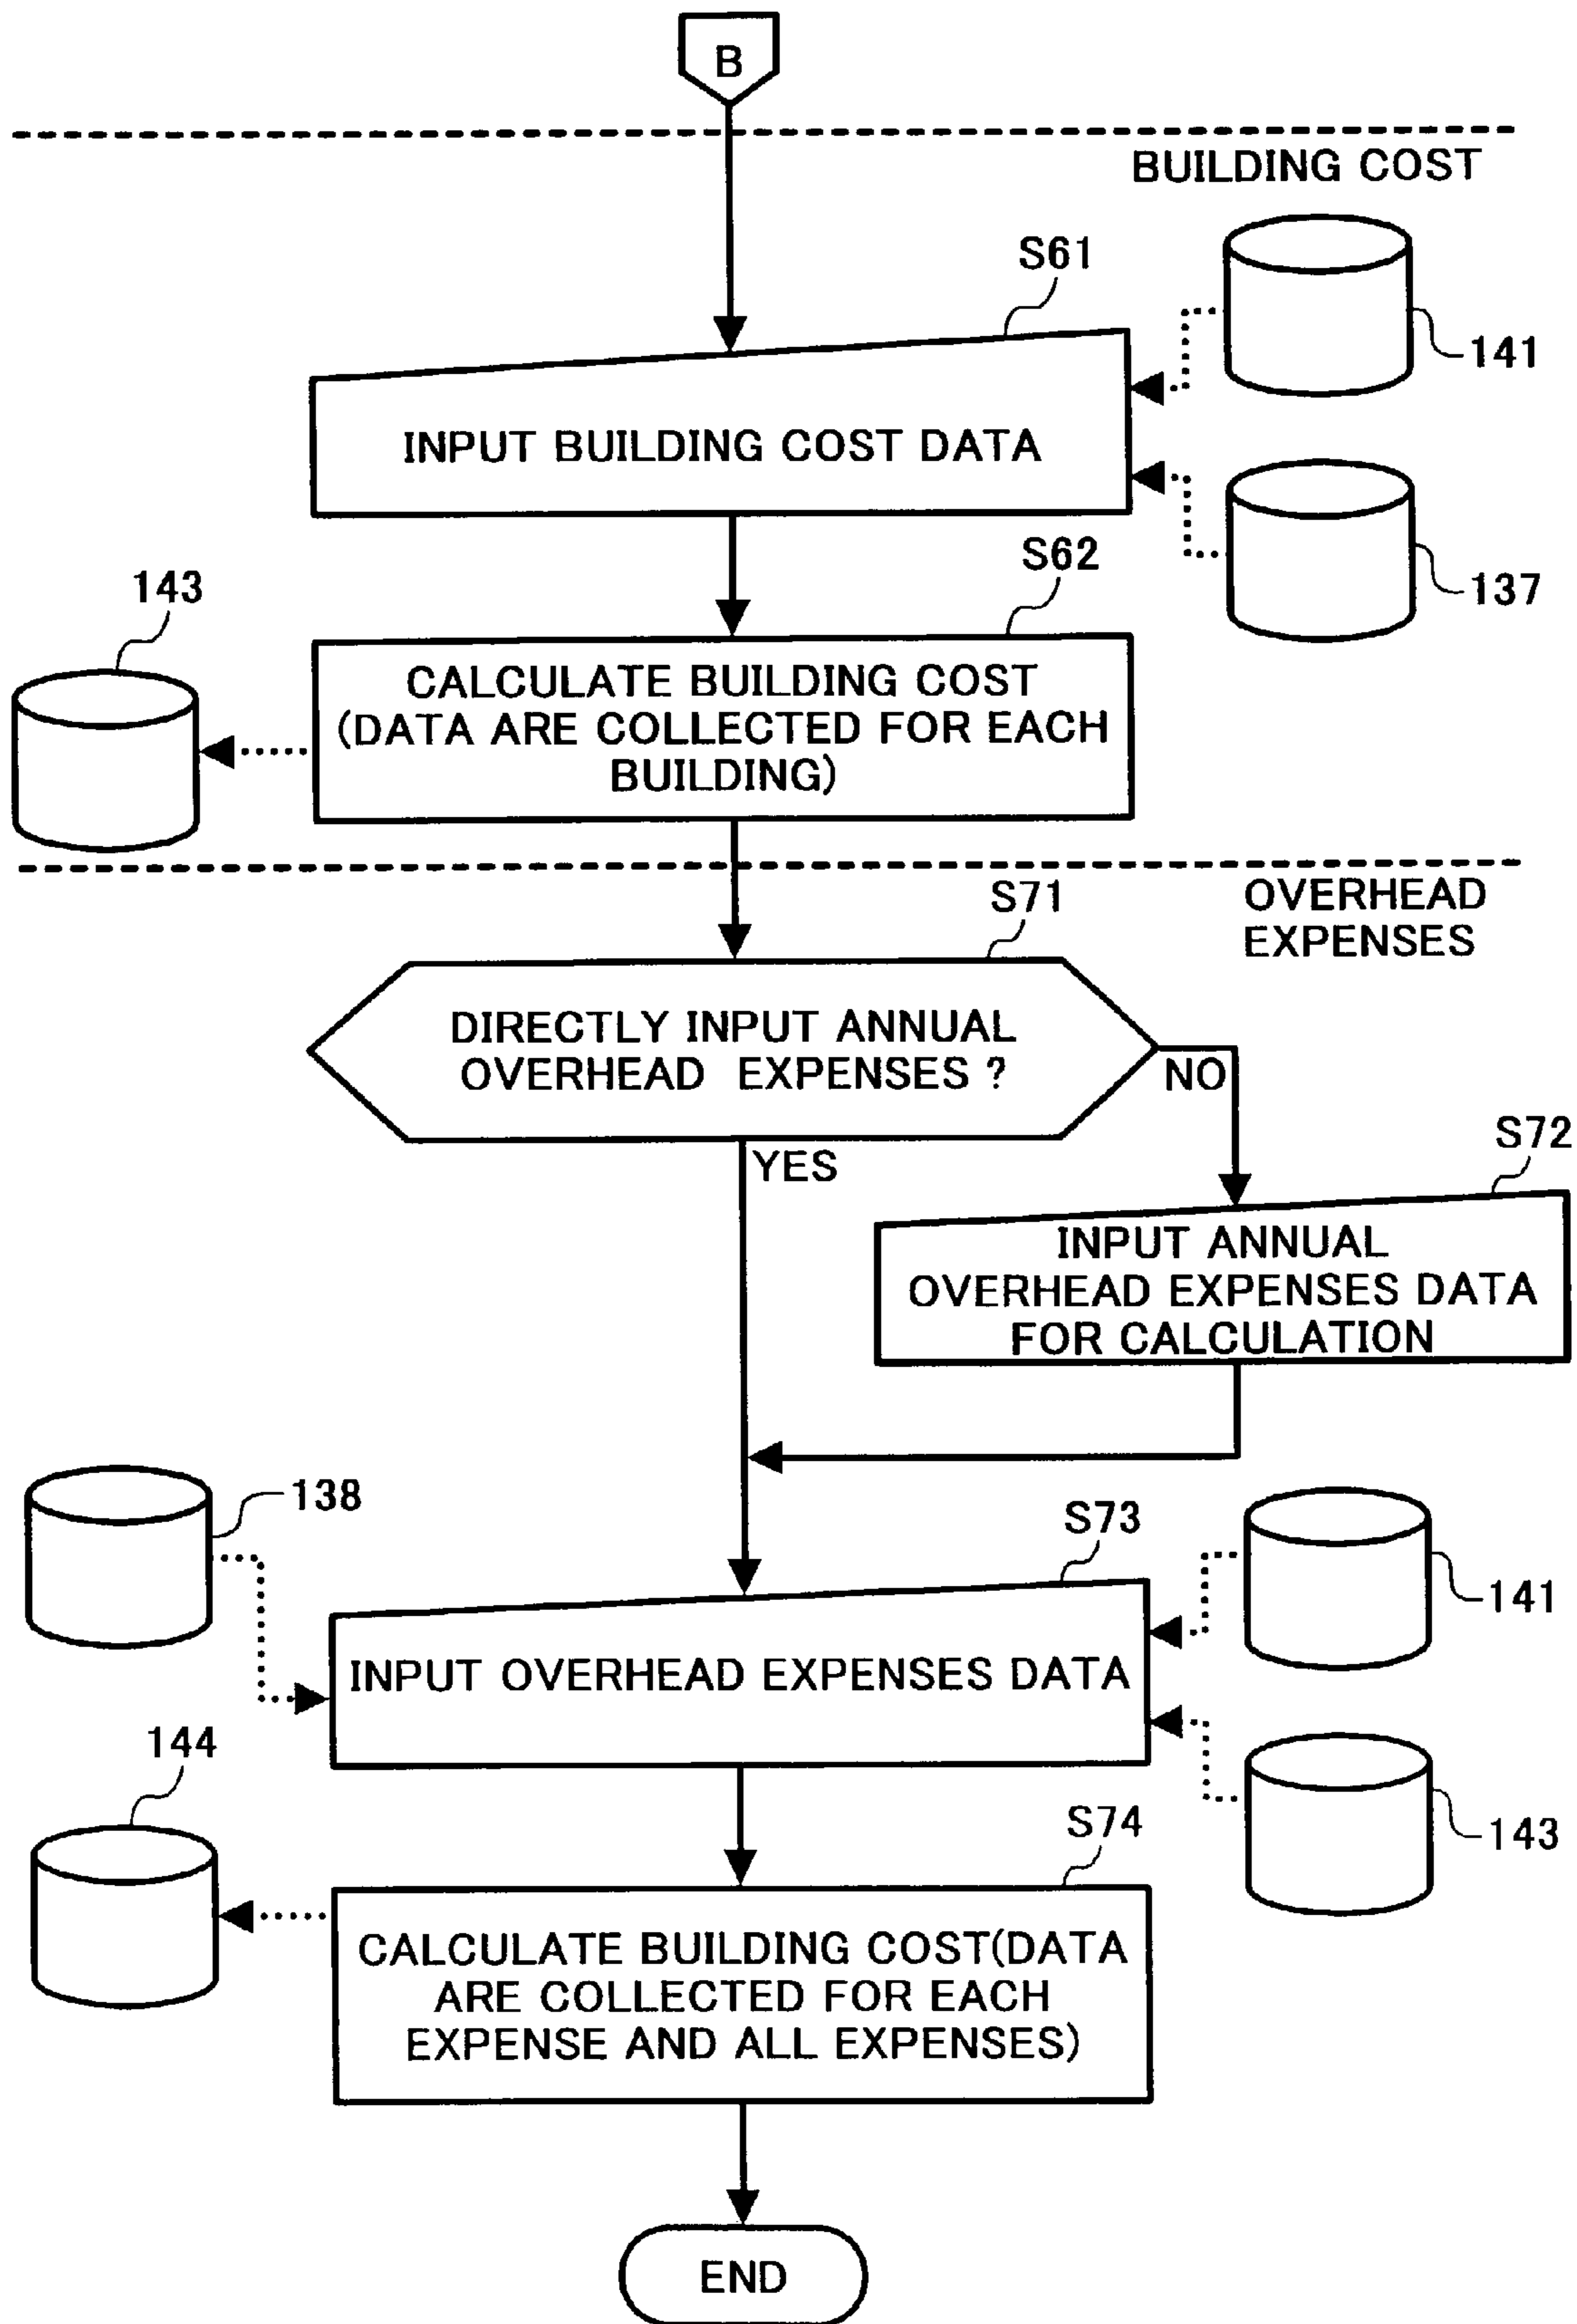 B
BUILDING COST
S61
141
INPUT BUILDING COST DATA
S62
137
143
CALCULATE BUILDING COST
(DATA ARE COLLECTED FOR EACH
BUILDING)
OVERHEAD
EXPENSES
S71
DIRECTLY INPUT ANNUAL
OVERHEAD EXPENSES ?
NO
YES
S72
INPUT ANNUAL
OVERHEAD EXPENSES DATA
FOR CALCULATION
138
S73
141
INPUT OVERHEAD EXPENSES DATA
144
143
S74
CALCULATE BUILDING COST(DATA
ARE COLLECTED FOR EACH
EXPENSE AND ALL EXPENSES)
END